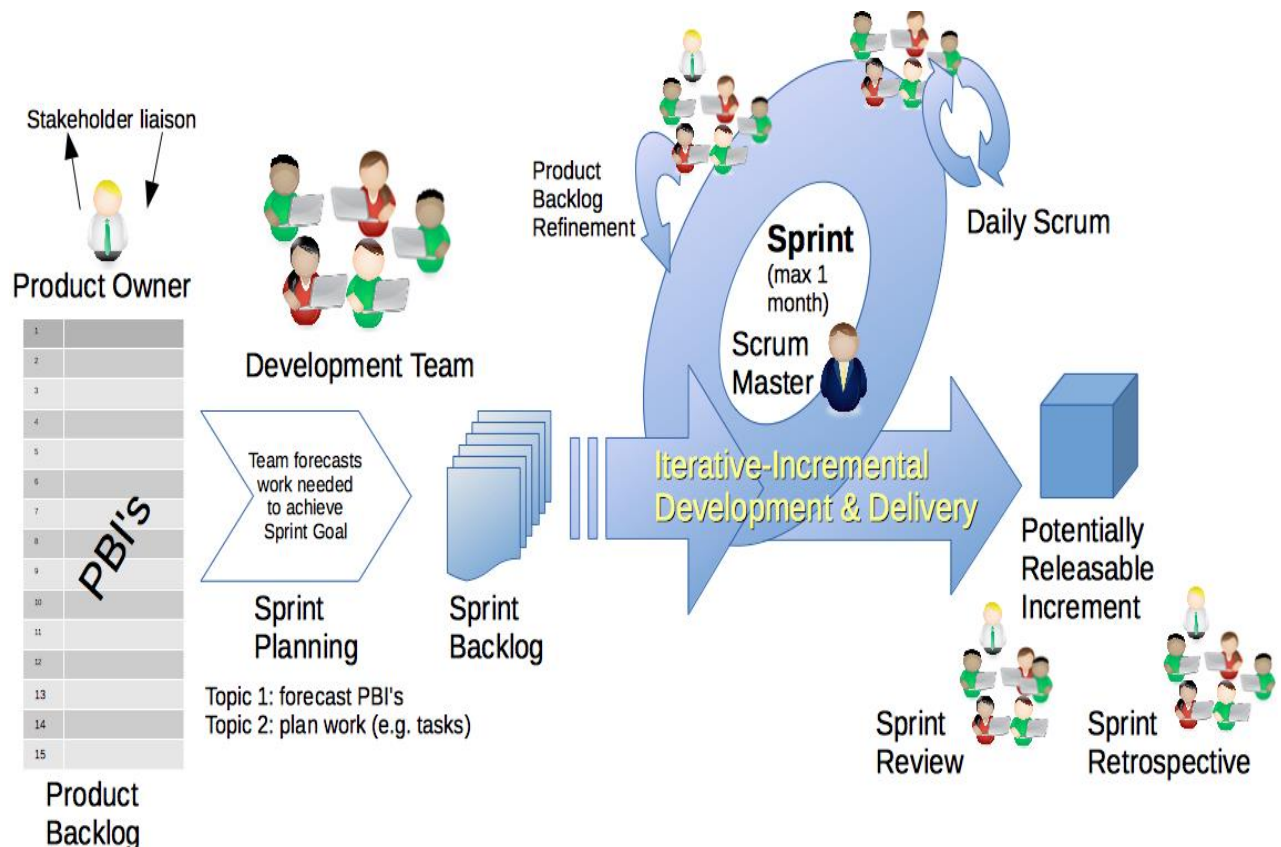 Stakeholder liaison
Product Owner
1
2
3
4
5
6
7
8
9
10
11
12
13
14
15
PBI's
Product
Backlog
Development Team
Team forecasts
work needed
to achieve
Sprint Goal
Sprint
Planning
Topic 1: forecast PBI's
Topic 2: plan work (e.g. tasks)
Sprint
Backlog
Product
Backlog
Refinement
Sprint
(max 1
month)
Scrum
Master
Daily Scrum
Iterative-Incremental
Development & Delivery
Potentially
Releasable
Increment
Sprint
Review
Sprint
Retrospective